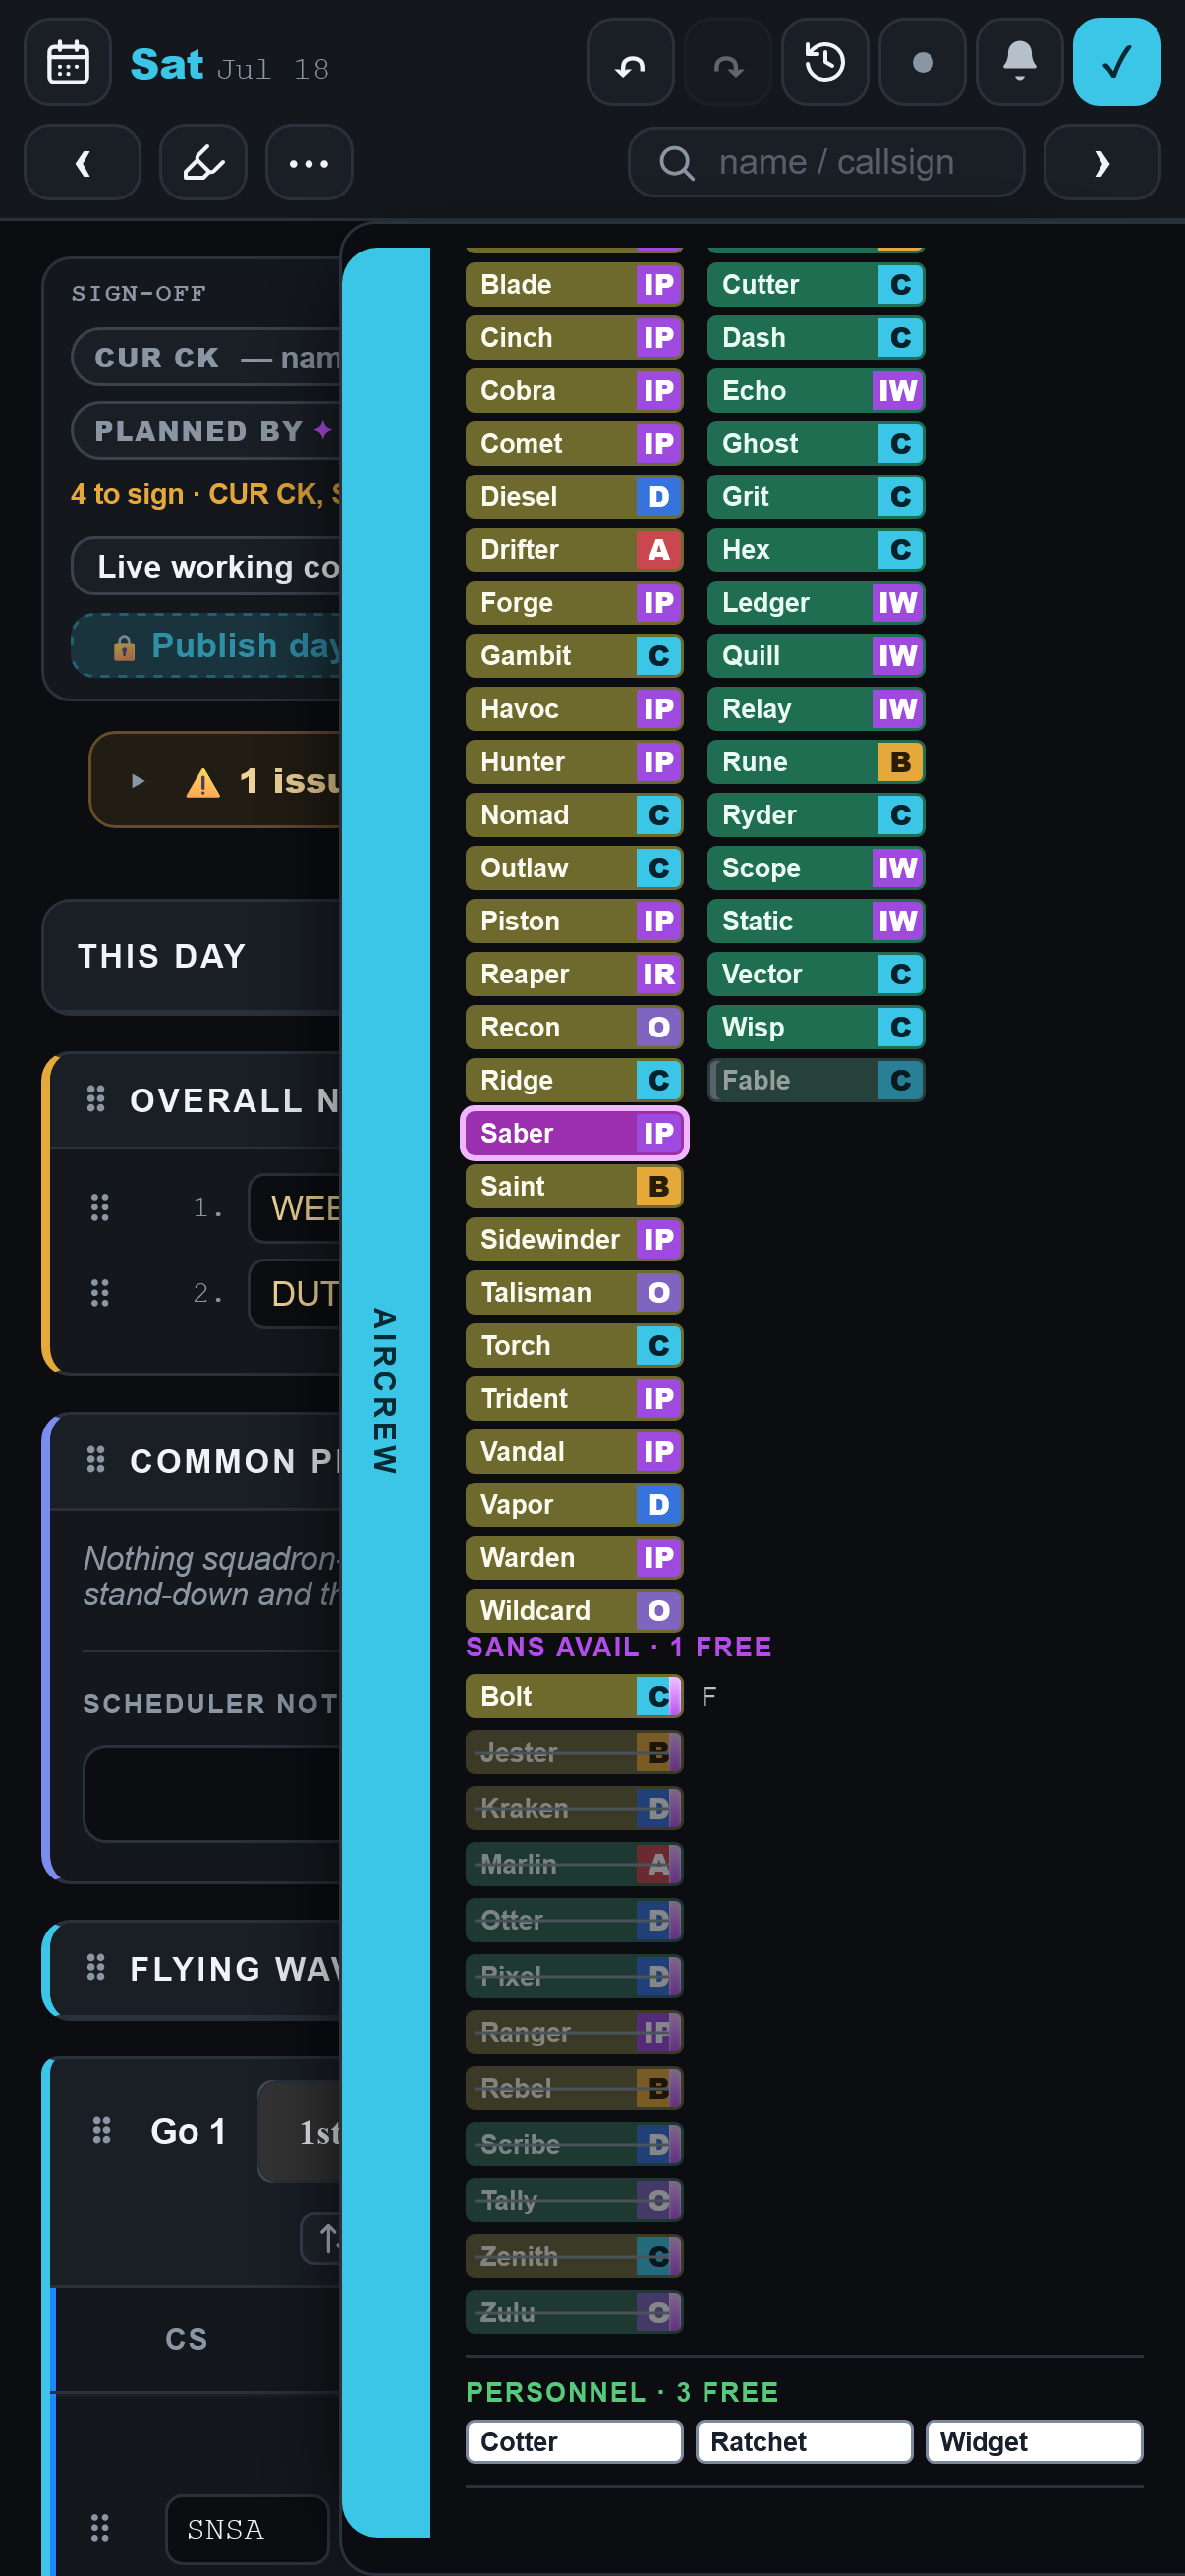 Sat Jul 18
name / callsign
SIGN-OFF
CUR CK — nam
PLANNED BY
4 to sign · CUR CK, S
Live working co
Publish day
1 issu
THIS DAY
OVERALL N
1. WEE
2. DUT
COMMON P
Nothing squadron-
stand-down and th
SCHEDULER NOT
FLYING WAV
Go 1 1st
CS
SNSA
AIRCREW
Blade IP Cutter C
Cinch IP Dash C
Cobra IP Echo IW
Comet IP Ghost C
Diesel D Grit C
Drifter A Hex C
Forge IP Ledger IW
Gambit C Quill IW
Havoc IP Relay IW
Hunter IP Rune B
Nomad C Ryder C
Outlaw C Scope IW
Piston IP Static IW
Reaper IR Vector C
Recon O Wisp C
Ridge C Fable C
Saber IP
Saint B
Sidewinder IP
Talisman O
Torch C
Trident IP
Vandal IP
Vapor D
Warden IP
Wildcard O
SANS AVAIL · 1 FREE
Bolt C F
Jester B
Kraken D
Marlin A
Otter D
Pixel D
Ranger IP
Rebel B
Scribe D
Tally O
Zenith C
Zulu O
PERSONNEL · 3 FREE
Cotter Ratchet Widget